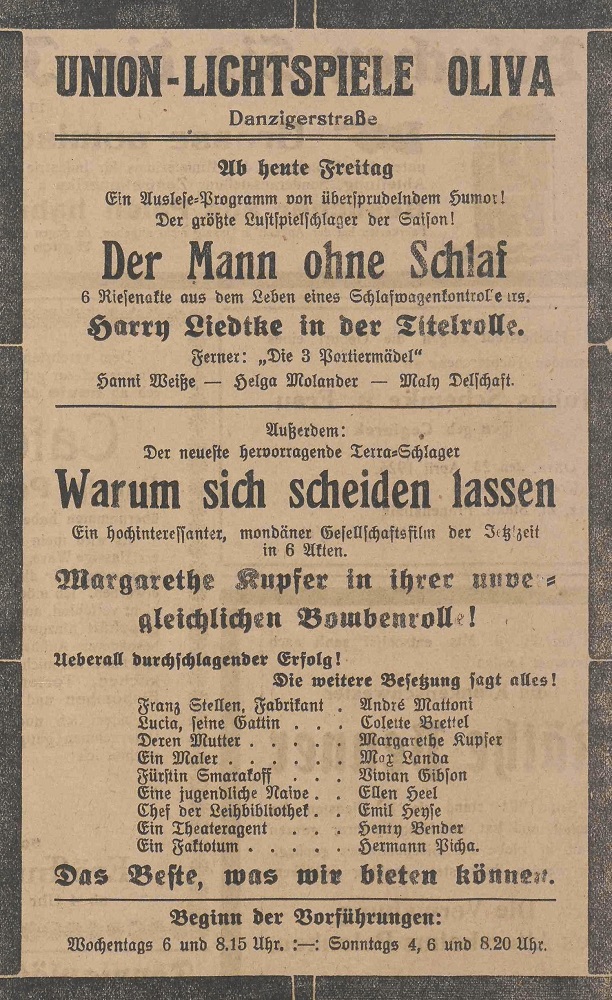 UNION-LICHTSPIELE OLIVA
Danzigerstraße
Ab heute Freitag
Ein Auslese-Programm von übersprudelndem Humor!
Der größte Lustspielschlager der Saison!
Der Mann ohne Schlaf
6 Riesenakte aus dem Leben eines Schlafwagenkontrolleurs.
Harry Liedtke in der Titelrolle.
Ferner: „Die 3 Portiermädel“
Hanni Weiße — Helga Molander — Maly Delschaft.
Außerdem:
Der neueste hervorragende Terra-Schlager
Warum sich scheiden lassen
Ein hochinteressanter, mondäner Gesellschaftsfilm der Jetztzeit
in 6 Akten.
Margarethe Kupfer in ihrer unve-
gleichlichen Bombenrolle!
Ueberall durchschlagender Erfolg!
Die weitere Besetzung sagt alles!
Franz Stellen, Fabrikant . André Mattoni
Lucia, seine Gattin . . . Colette Brettel
Deren Mutter . . . . . Margarethe Kupfer
Ein Maler . . . . . . Max Landa
Fürstin Smarakoff . . . Vivian Gibson
Eine jugendliche Naive . . Ellen Heel
Chef der Leihbibliothek . . Emil Heyse
Ein Theateragent . . . Henry Bender
Ein Faktotum . . . . . Hermann Picha.
Das Beste, was wir bieten können.
Beginn der Vorführungen:
Wochentags 6 und 8.15 Uhr. :—: Sonntags 4, 6 und 8.20 Uhr.